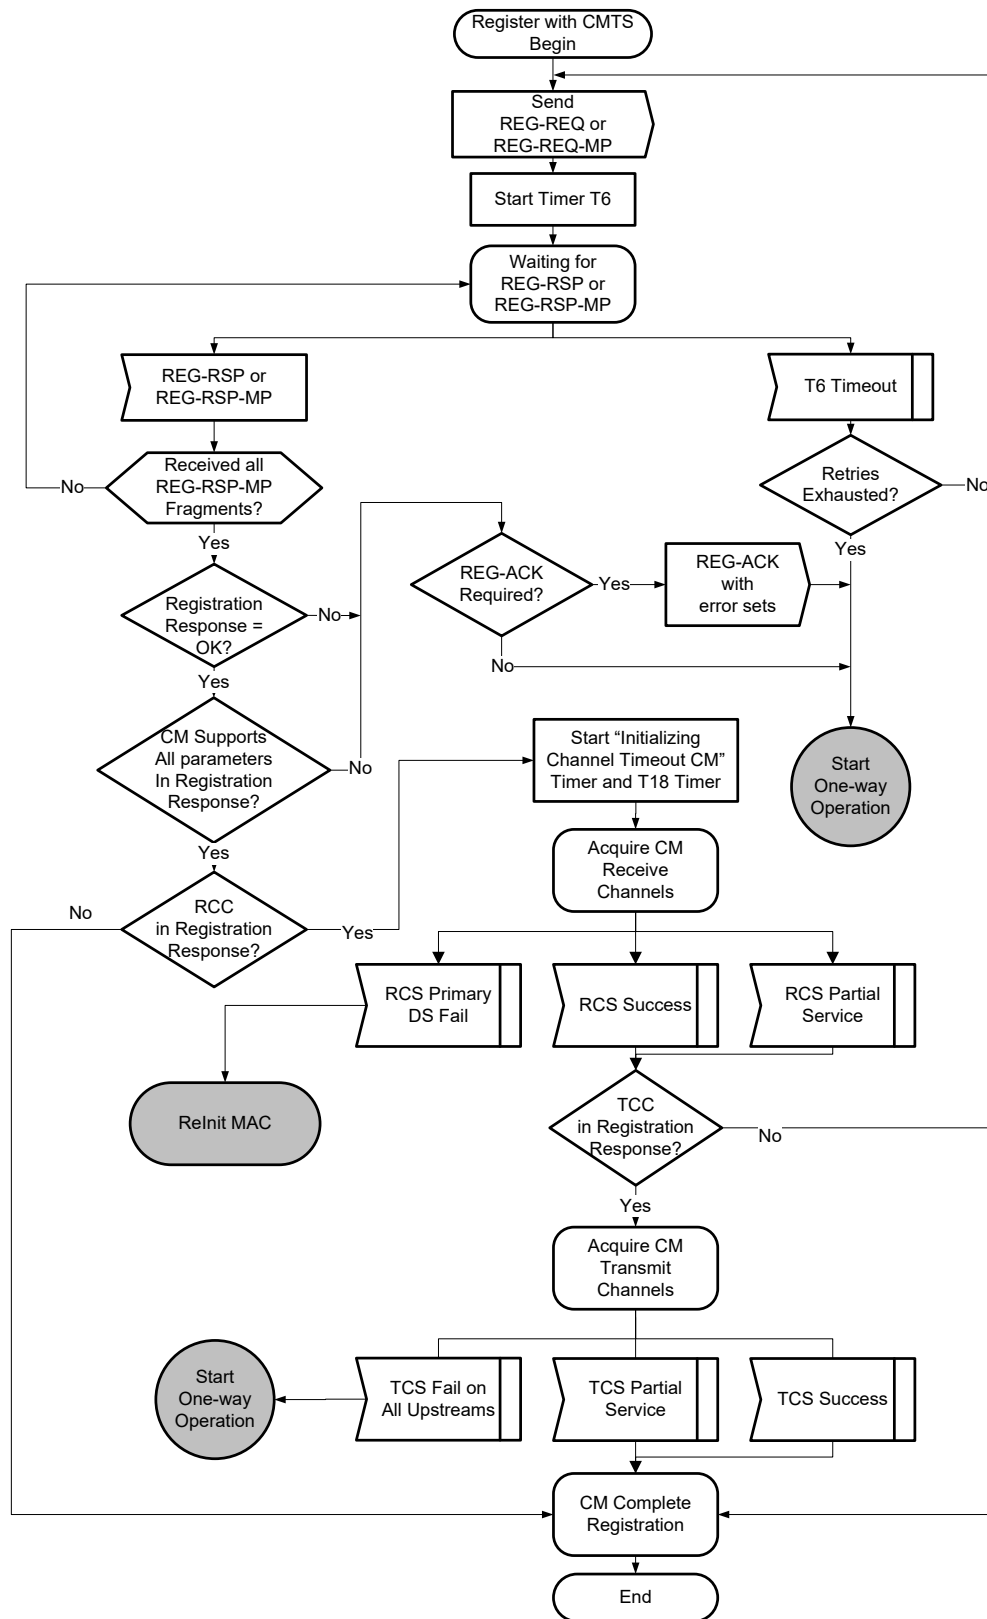 Register with CMTS
Begin
Send
REG-REQ or
REG-REQ-MP
Start Timer T6
Waiting for
REG-RSP or
REG-RSP-MP
REG-RSP or
REG-RSP-MP
T6 Timeout
Received all
REG-RSP-MP
Fragments?
No
Yes
Retries
Exhausted?
No
Yes
REG-ACK
Required?
Yes
No
REG-ACK
with
error sets
Registration
Response =
OK?
No
Yes
CM Supports
All parameters
In Registration
Response?
No
Yes
Start “Initializing
Channel Timeout CM”
Timer and T18 Timer
Start
One-way
Operation
Acquire CM
Receive
Channels
RCC
in Registration
Response?
No
Yes
RCS Primary
DS Fail
RCS Success
RCS Partial
Service
ReInit MAC
TCC
in Registration
Response?
No
Yes
Acquire CM
Transmit
Channels
Start
One-way
Operation
TCS Fail on
All Upstreams
TCS Partial
Service
TCS Success
CM Complete
Registration
End